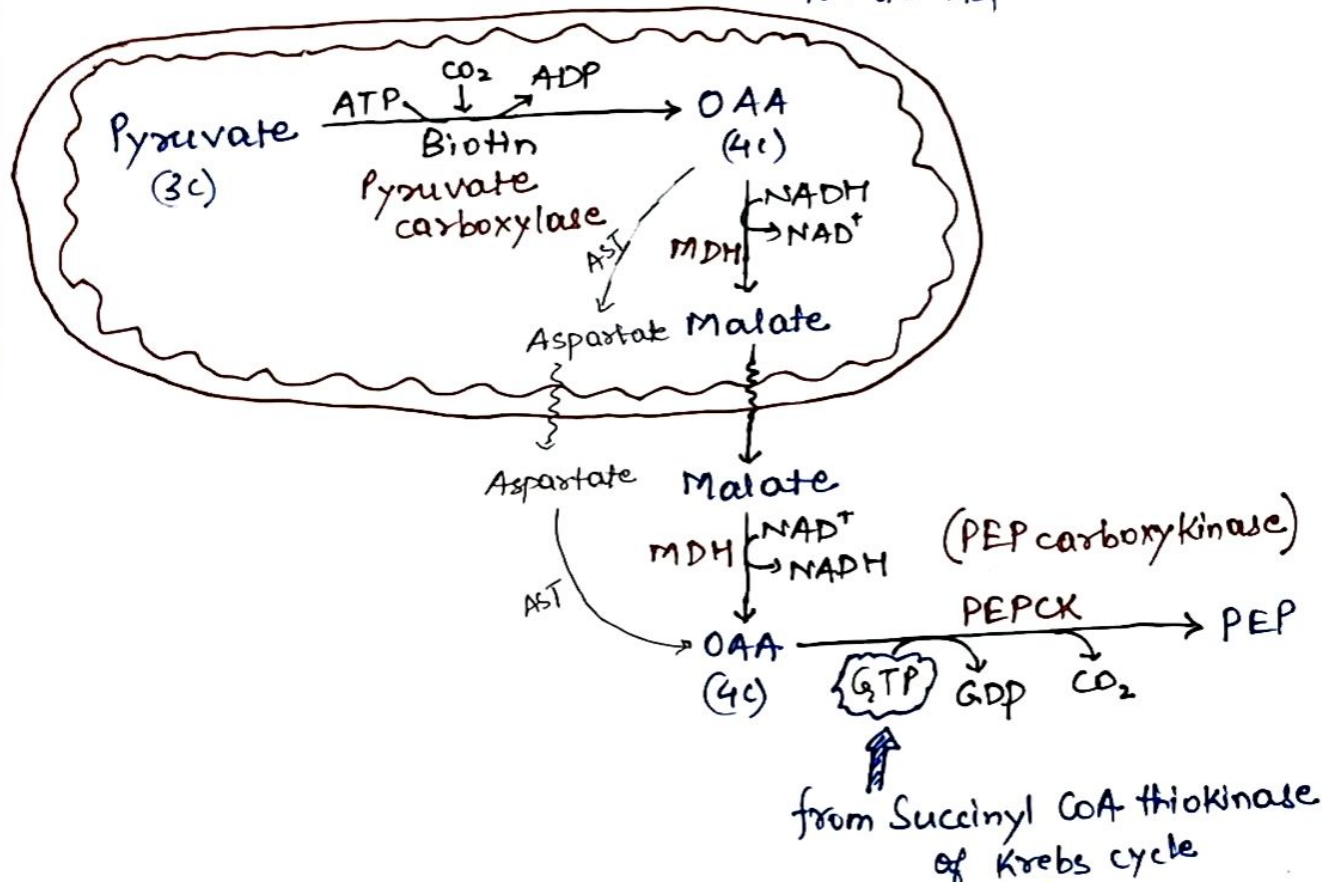 CO₂
ATP
ADP
Pyruvate
(3C)
Biotin
Pyruvate
carboxylase
OAA
(4C)
NADH
NAD⁺
AST
MDH
Aspartate
Malate
Aspartate
Malate
NAD⁺
MDH
NADH
AST
(PEP carboxykinase)
PEPCK
OAA
(4C)
GTP
GDP
CO₂
PEP
from Succinyl CoA thiokinase
of Krebs cycle